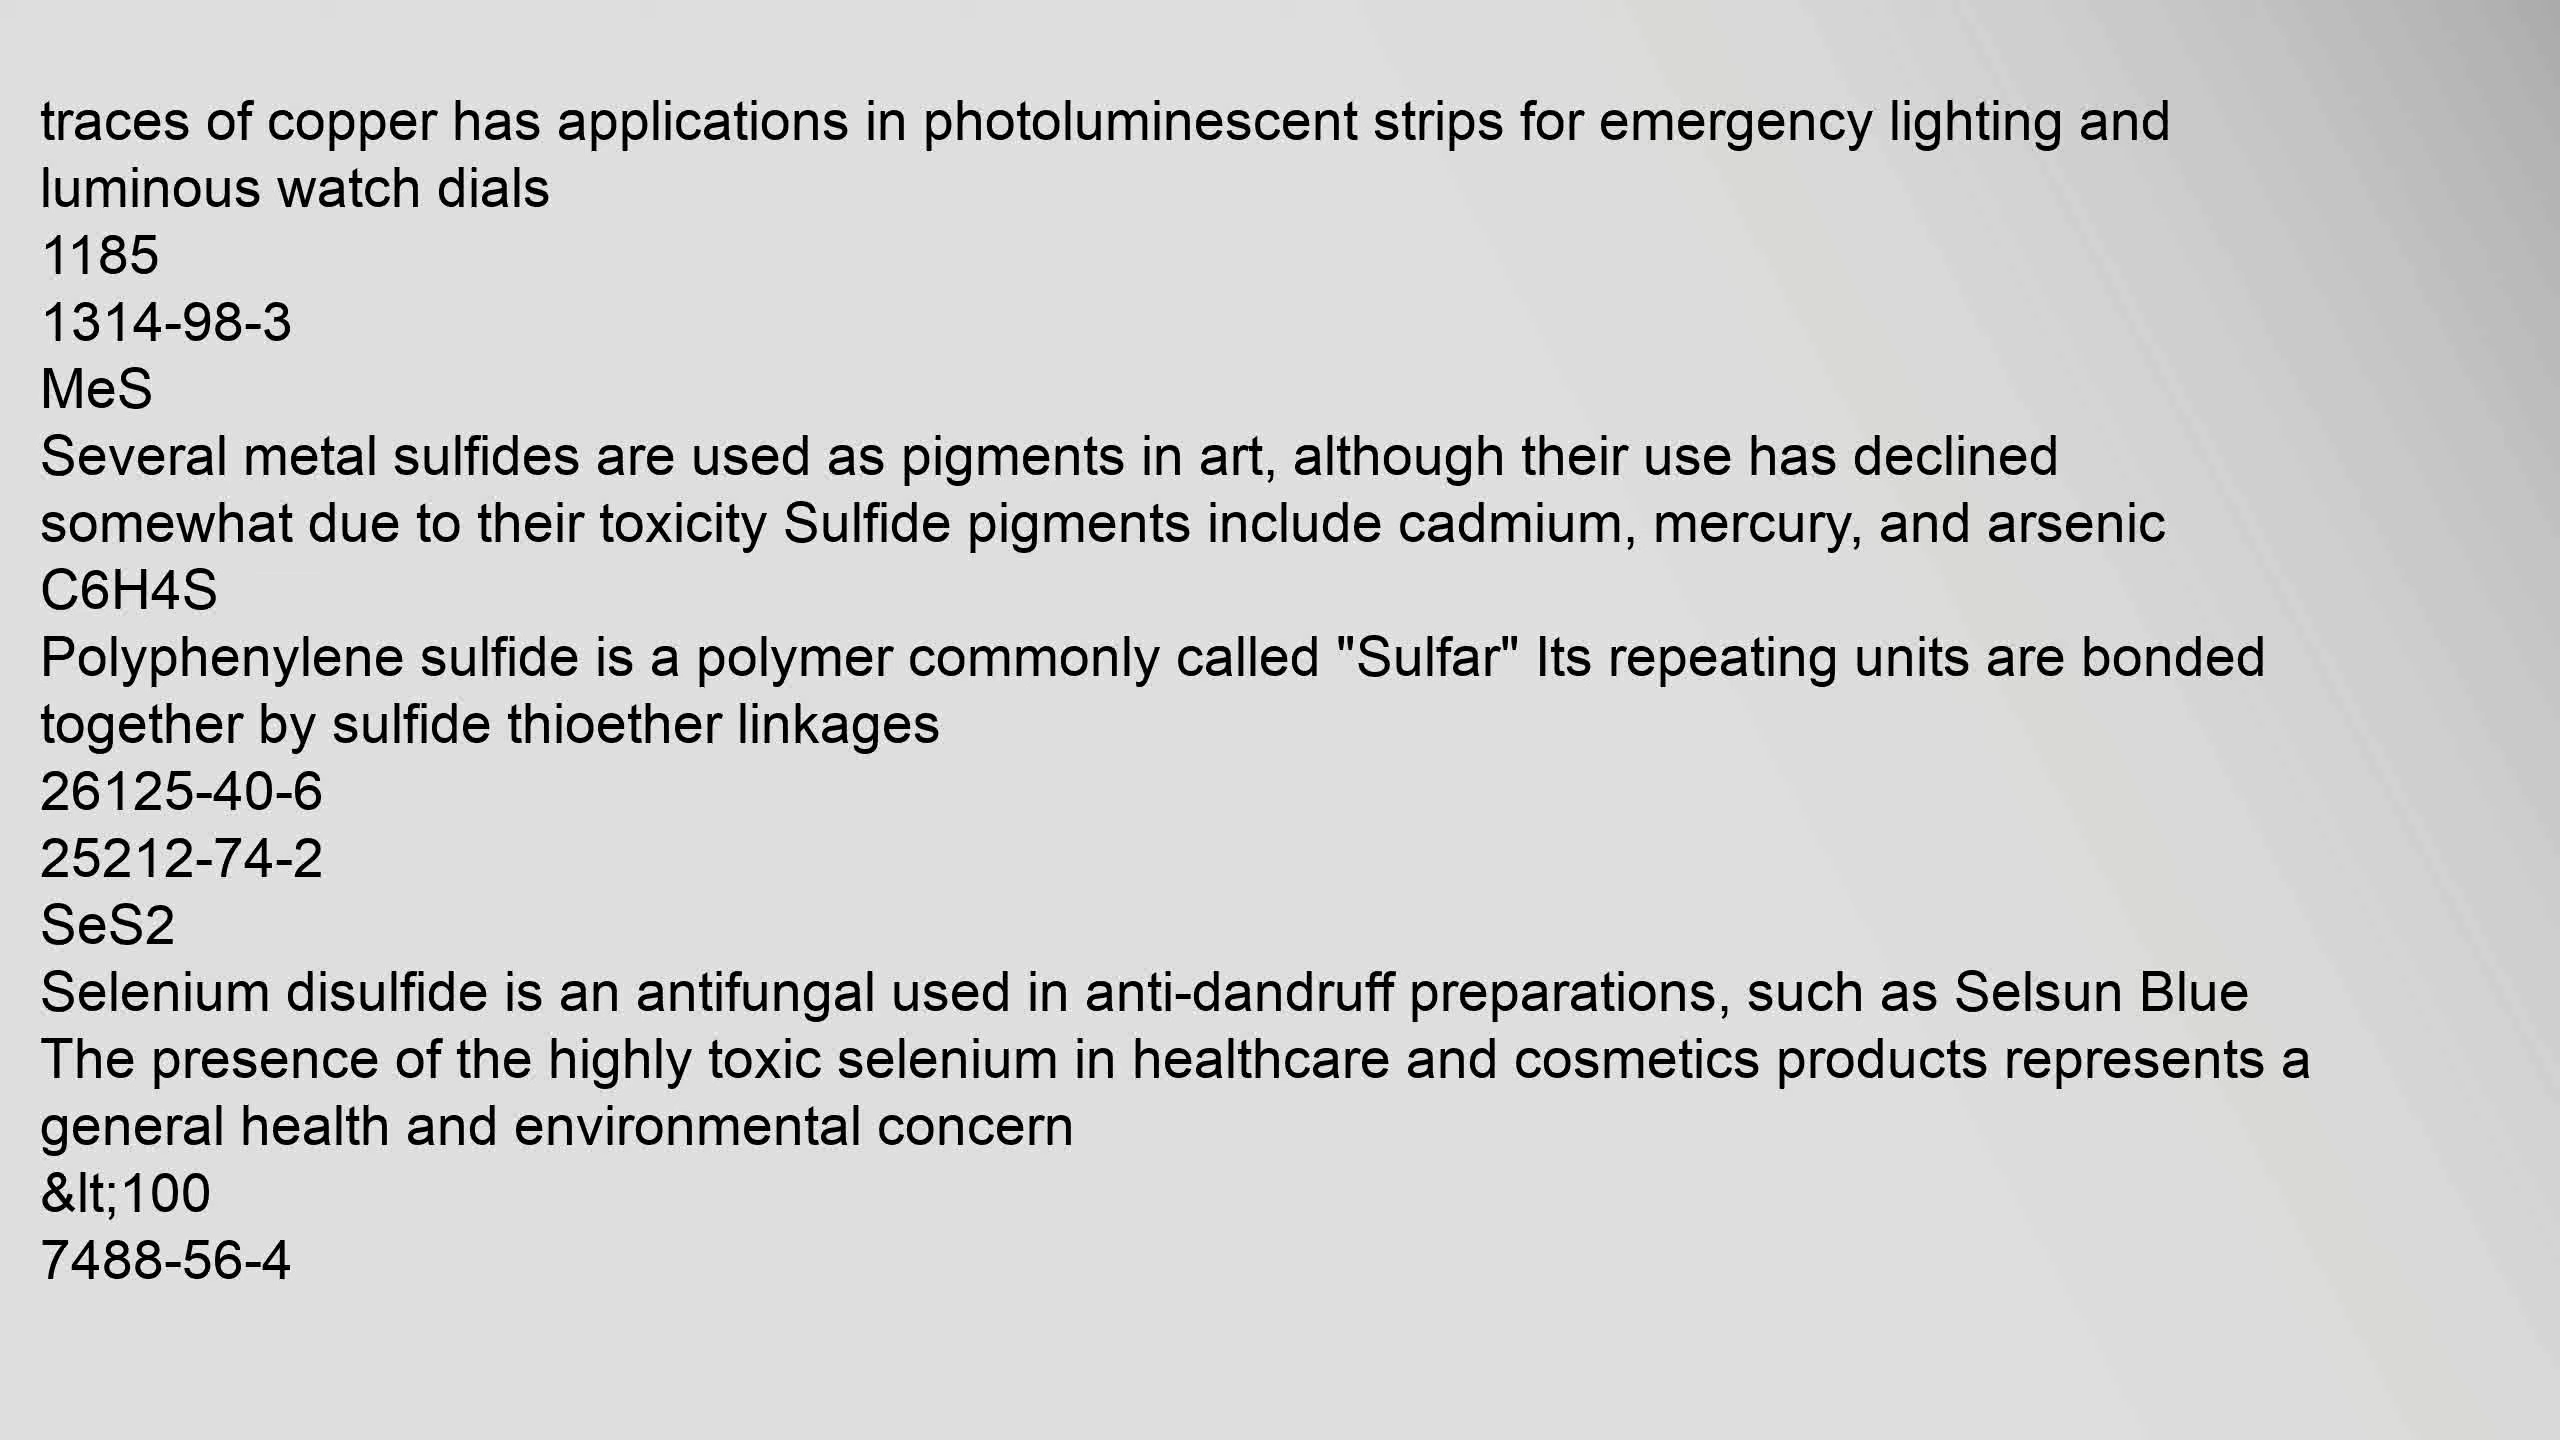 traces of copper has applications in photoluminescent strips for emergency lighting and
luminous watch dials
1185
1314-98-3
MeS
Several metal sulfides are used as pigments in art, although their use has declined
somewhat due to their toxicity Sulfide pigments include cadmium, mercury, and arsenic
C6H4S
Polyphenylene sulfide is a polymer commonly called "Sulfar" Its repeating units are bonded
together by sulfide thioether linkages
26125-40-6
25212-74-2
SeS2
Selenium disulfide is an antifungal used in anti-dandruff preparations, such as Selsun Blue
The presence of the highly toxic selenium in healthcare and cosmetics products represents a
general health and environmental concern
&lt;100
7488-56-4